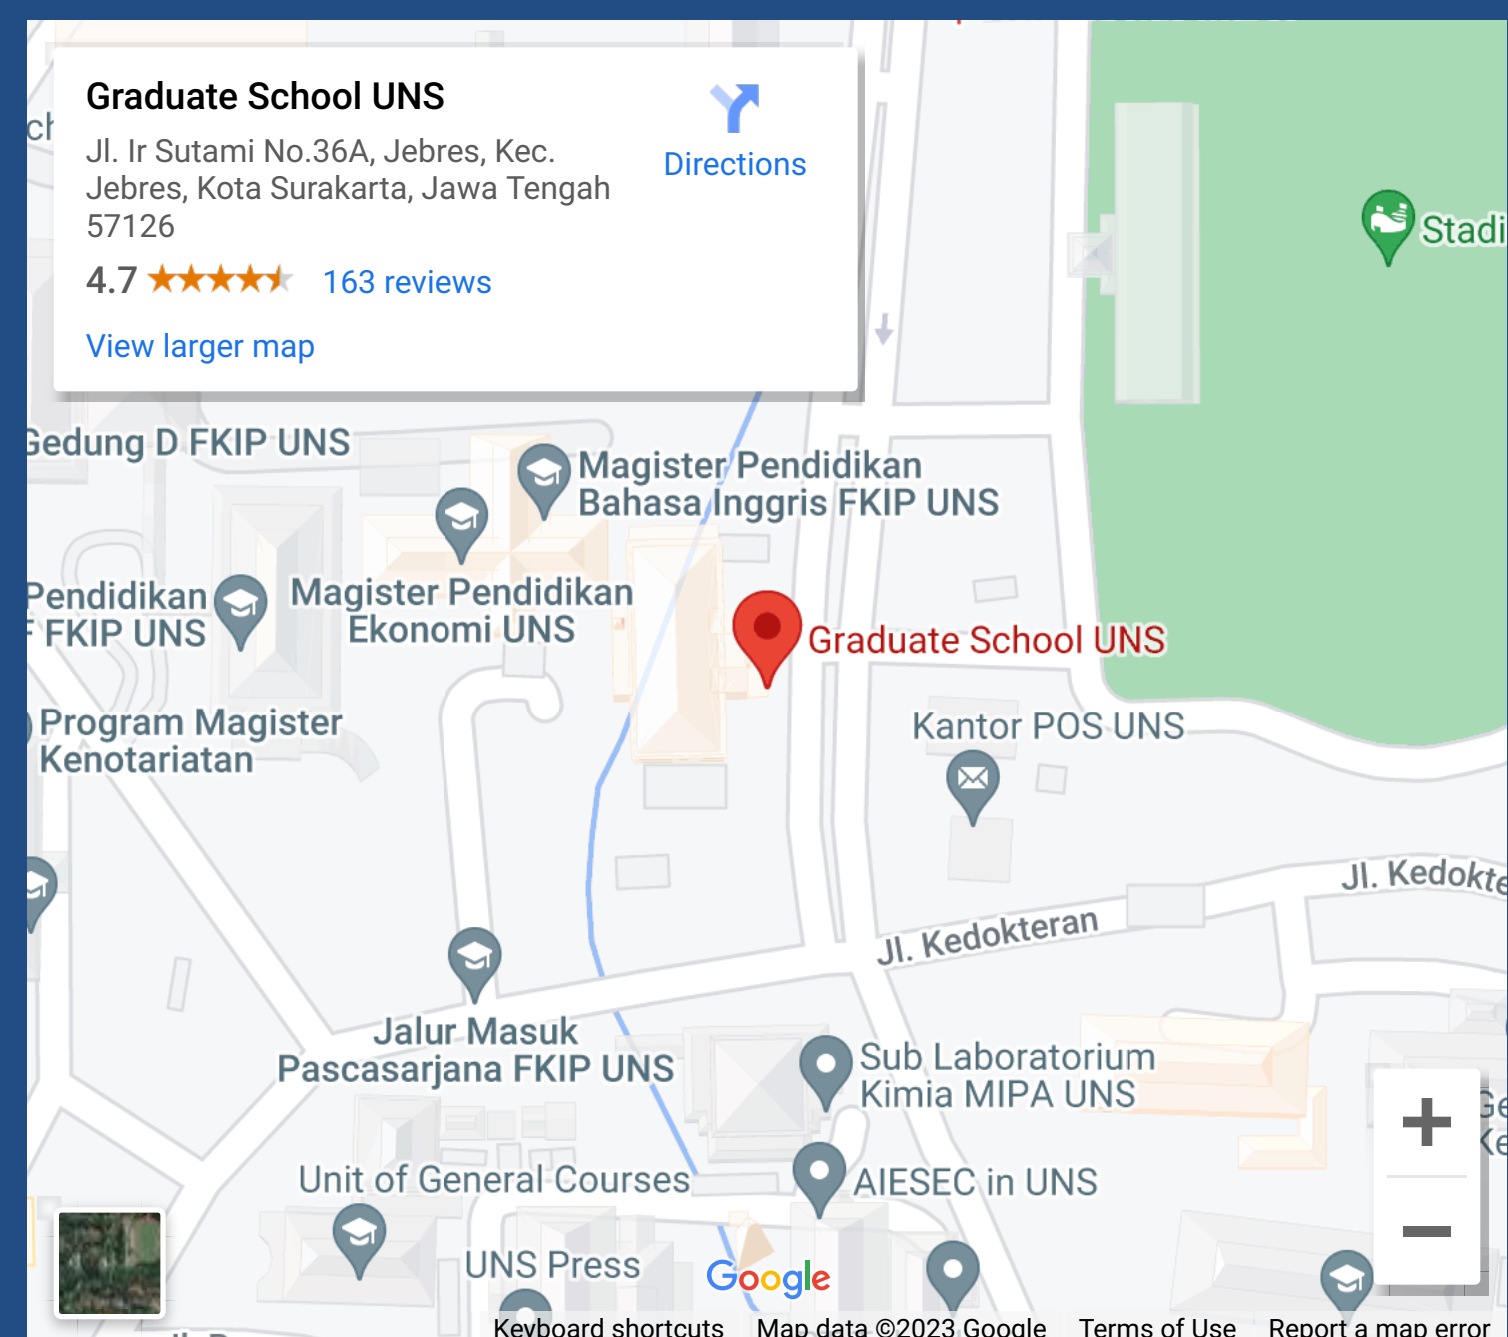 Graduate School UNS
Jl. Ir Sutami No.36A, Jebres, Kec.
Jebres, Kota Surakarta, Jawa Tengah
57126
4.7
163 reviews
View larger map
Directions
Stadi
Gedung D FKIP UNS
Magister Pendidikan
Bahasa Inggris FKIP UNS
Magister Pendidikan
Ekonomi UNS
Pendidikan
FKIP UNS
Graduate School UNS
Program Magister
Kenotariatan
Kantor POS UNS
Jl. Kedokte
Jl. Kedokteran
Jalur Masuk
Pascasarjana FKIP UNS
Sub Laboratorium
Kimia MIPA UNS
Unit of General Courses
AIESEC in UNS
UNS Press
Google
Keyboard shortcuts
Map data ©2023 Google
Terms of Use
Report a map error